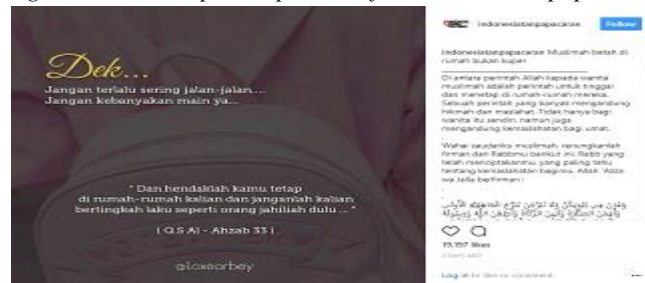 Dek...
Jangan terlalu sering jalan-jalan....
Jangan kebanyakan main ya...
" Dan hendaklah kamu tetap
di rumah-rumah kalian dan janganlah kalian
bertingkah laku seperti orang jahiliah dulu ... "
( Q.S Al - Ahzab 33 )
indonesiatanpapacaran
Follow
indonesiatanpapacaran Muslimah betah di
rumah bukan kuper
Di antara perintah Allah kepada wanita
muslimah adalah perintah untuk tinggal
dan menetap di rumah-rumah mereka.
Sebuah perintah yang banyak mengandung
hikmah dan maslahat. Tidak hanya bagi
wanita itu sendiri, namun juga
mengandung kemaslahatan bagi umat.
Wahai saudariku muslimah, renungkanlah
firman dari Rabbmu berikut ini, Rabb yang
telah menciptakanmu, yang paling tahu
tentang kemaslahatan bagimu. Allah 'Azza
wa Jalla berfirman :
19,197 likes
Log in to like or comment.